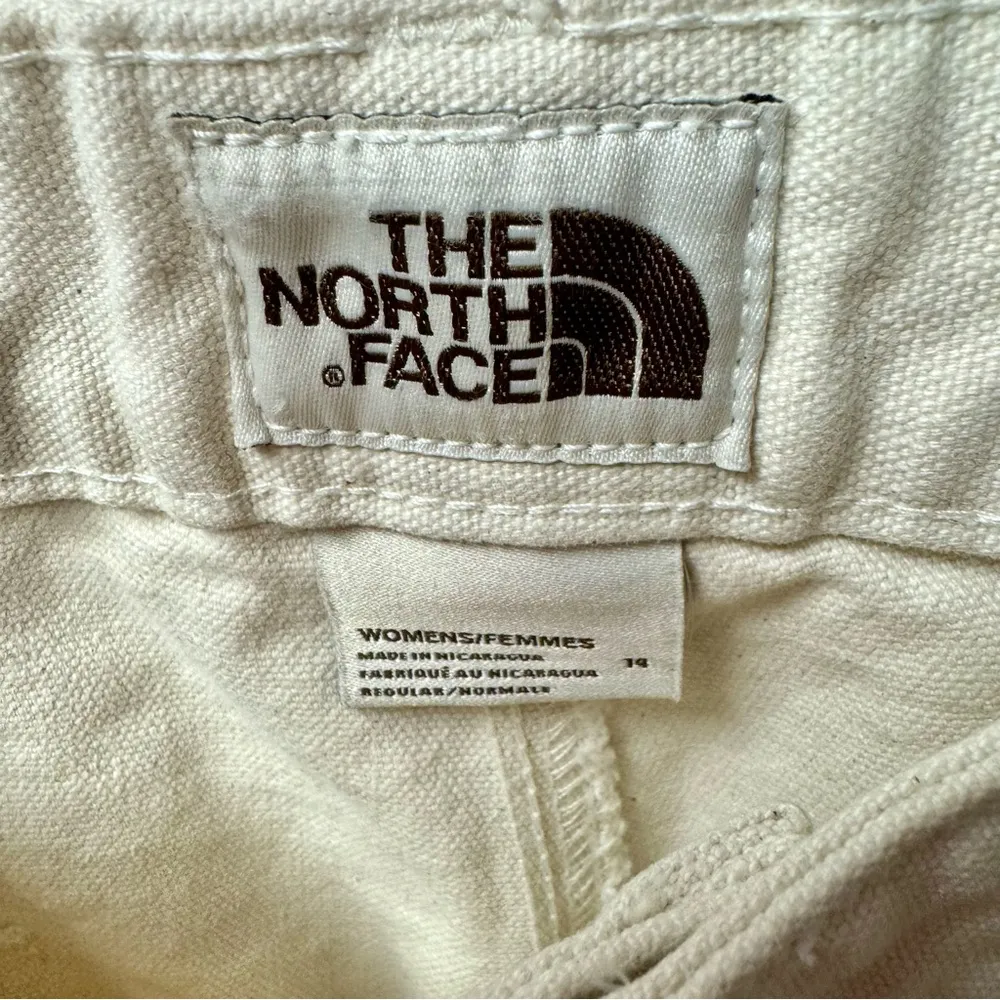 THE
NORTH
®FACE
WOMENS/FEMMES
MADE IN NICARAGUA
FABRIQUÉ AU NICARAGUA
REGULAR/NORMALE
14